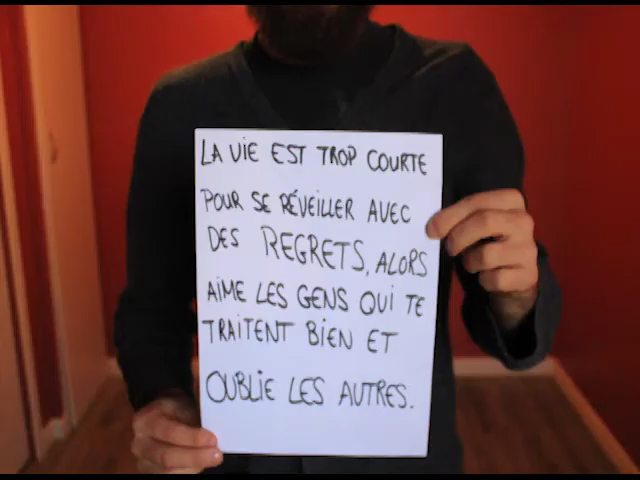 LA ViE EST TROP COURTE
POUR SE RÉVEILLER AVEC
DES REGRETS, ALORS
AiME LES GENS QUi TE
TRAiTENT BiEN ET
OUBLiE LES AUTRES.